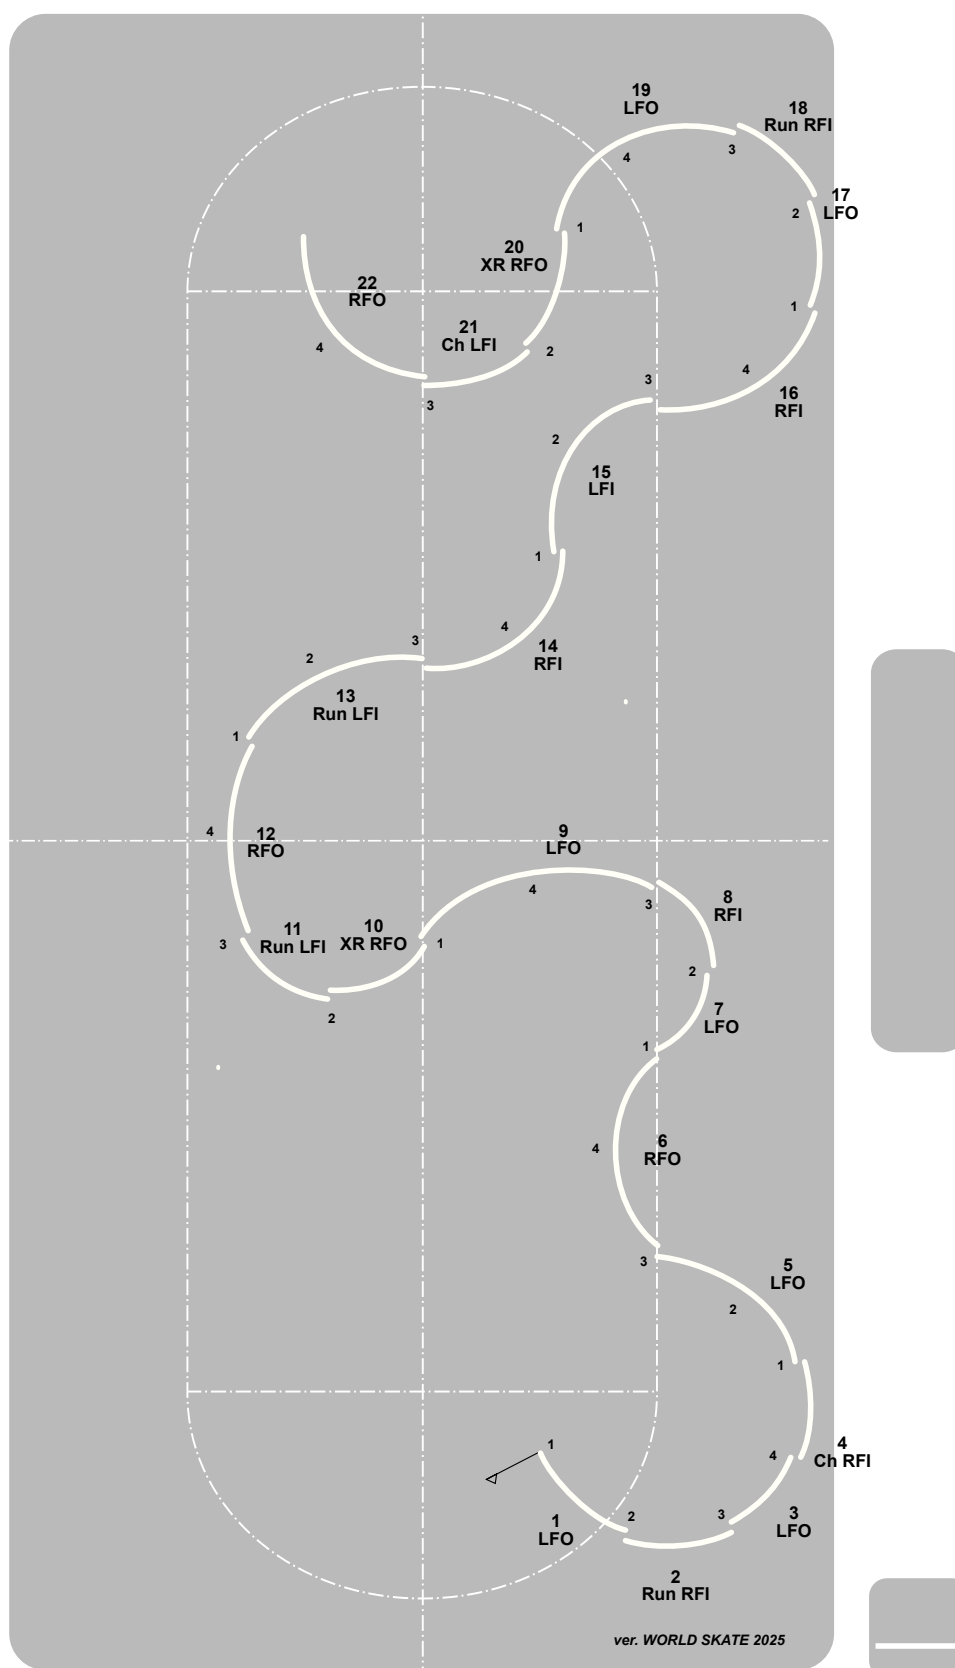 19
LFO
18
Run RFI
4
3
17
LFO
2
1
20
XR RFO
22
RFO
21
Ch LFI
1
4
2
4
3
3
16
RFI
2
15
LFI
1
4
3
14
RFI
2
13
Run LFI
1
4
12
RFO
9
LFO
4
3
8
RFI
11
Run LFI
10
XR RFO
3
1
2
2
7
LFO
1
4
6
RFO
3
5
LFO
2
1
4
Ch RFI
4
1
1
LFO
2
3
3
LFO
2
Run RFI
ver. WORLD SKATE 2025